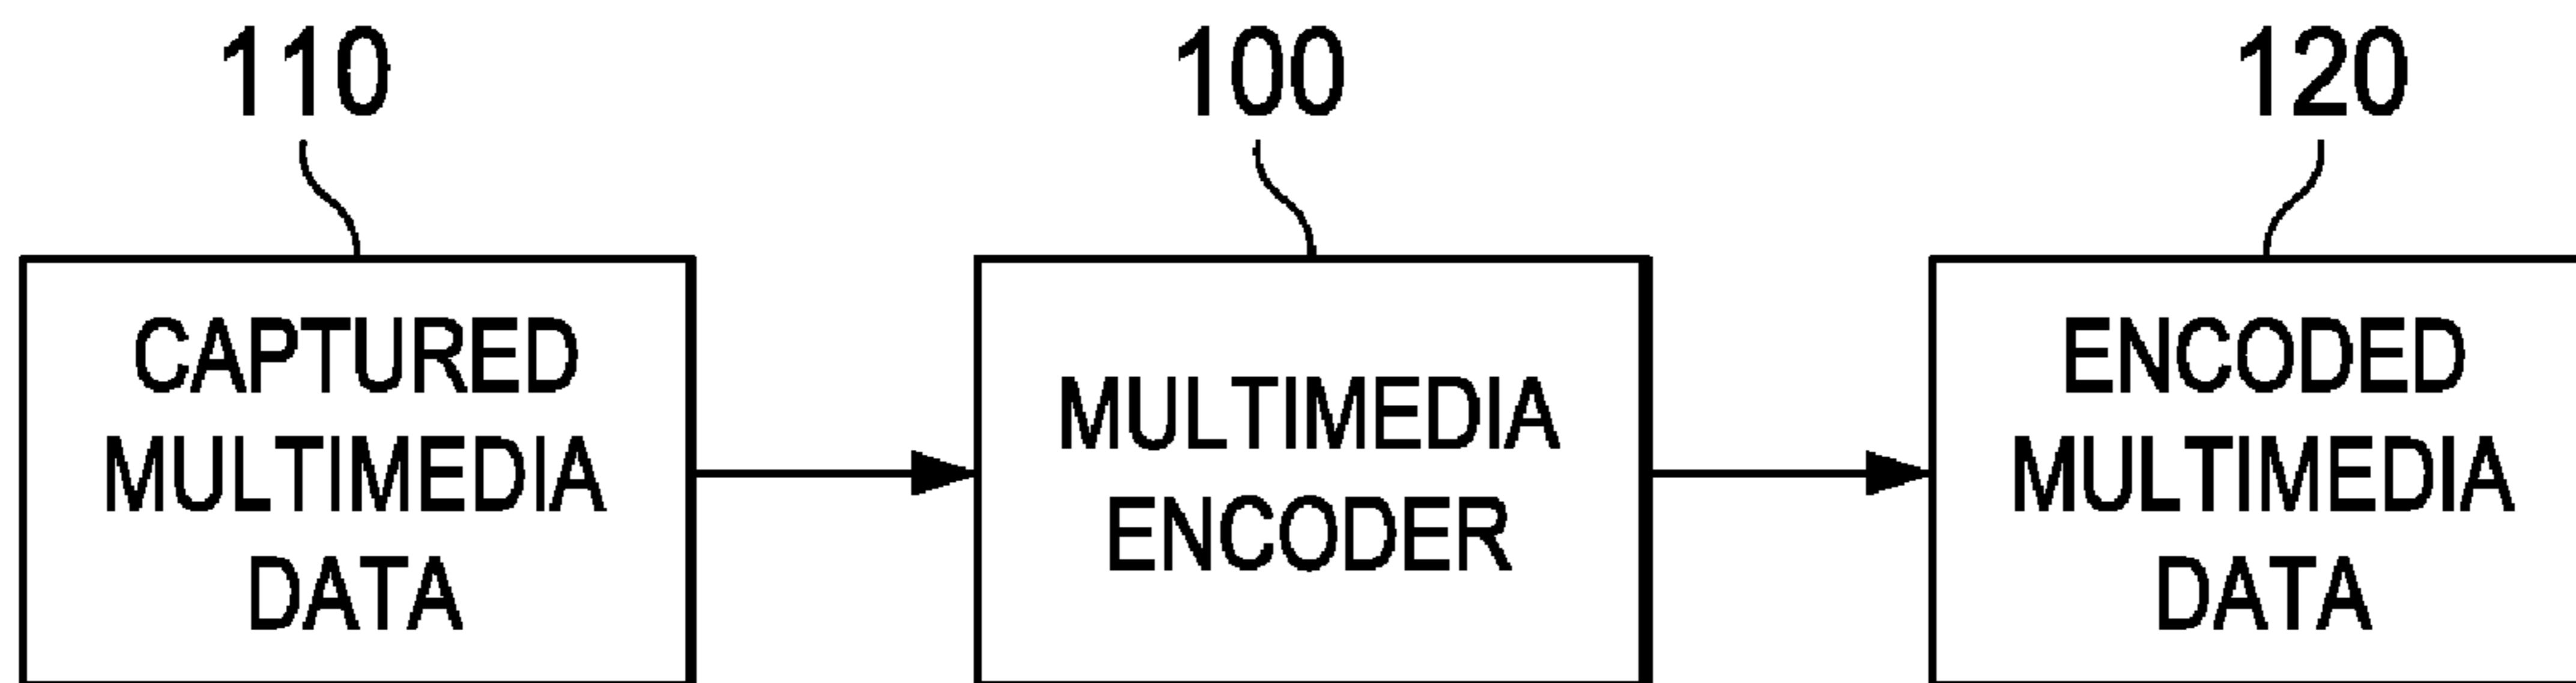 110
100
120
CAPTURED
MULTIMEDIA
DATA
MULTIMEDIA
ENCODER
ENCODED
MULTIMEDIA
DATA